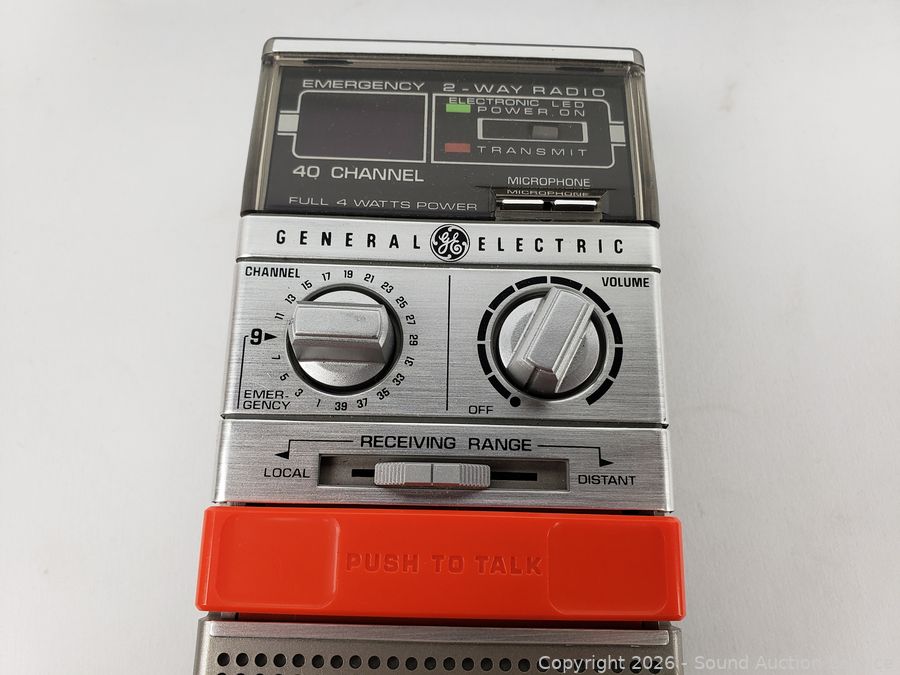 EMERGENCY 2-WAY RADIO
ELECTRONIC LED
POWER ON
TRANSMIT
40 CHANNEL
MICROPHONE
MICROPHONE
FULL 4 WATTS POWER
GENERAL GE ELECTRIC
CHANNEL
VOLUME
1 3 5 7 9 11 13 15 17 19 21 23 25 27 29 31 33 35 37 39
EMER-
GENCY
OFF
RECEIVING RANGE
LOCAL
DISTANT
PUSH TO TALK
Copyright 2026 - Sound Auction Service